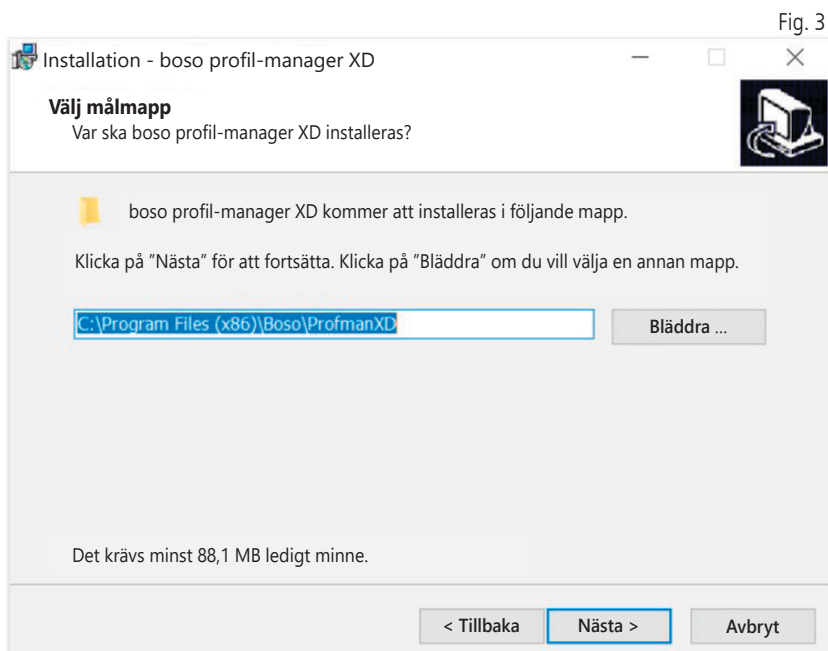 Fig. 3
Installation - boso profil-manager XD
Välj målmapp
Var ska boso profil-manager XD installeras?
boso profil-manager XD kommer att installeras i följande mapp.
Klicka på ”Nästa” för att fortsätta. Klicka på ”Bläddra” om du vill välja en annan mapp.
C:\Program Files (x86)\Boso\ProfmanXD
Bläddra ...
Det krävs minst 88,1 MB ledigt minne.
< Tillbaka
Nästa >
Avbryt